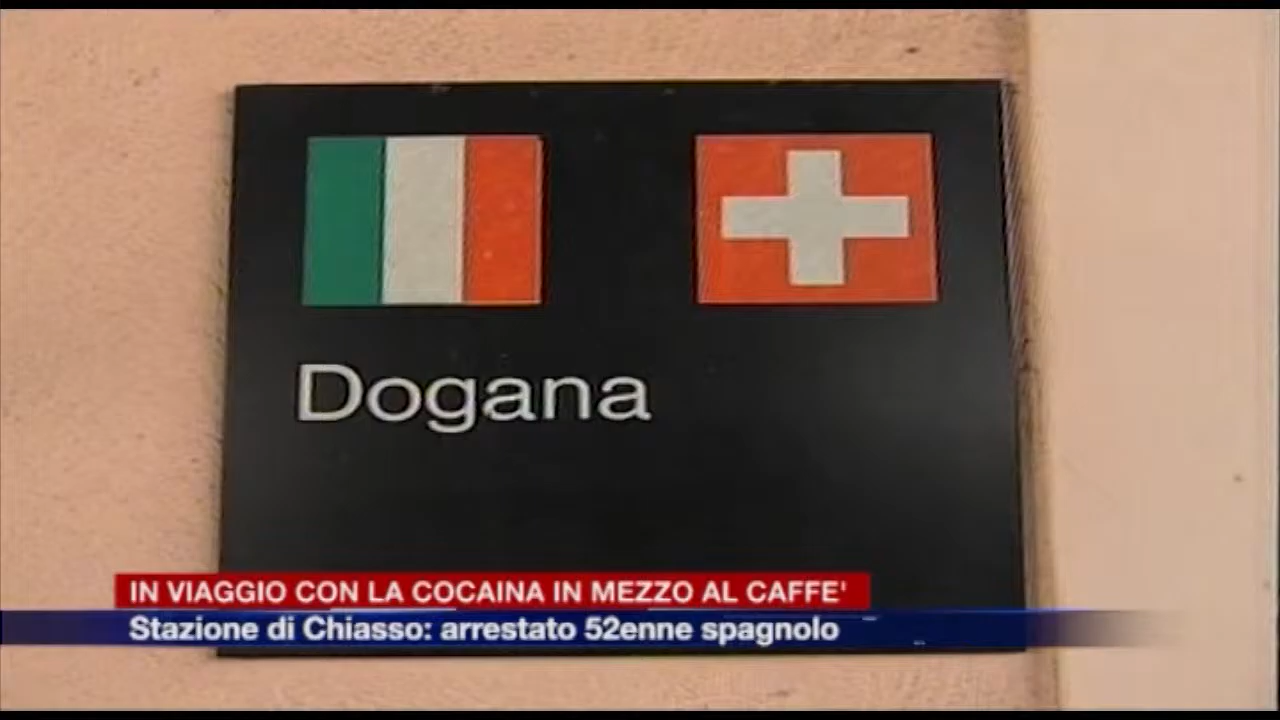 Dogana
IN VIAGGIO CON LA COCAINA IN MEZZO AL CAFFE'
Stazione di Chiasso: arrestato 52enne spagnolo